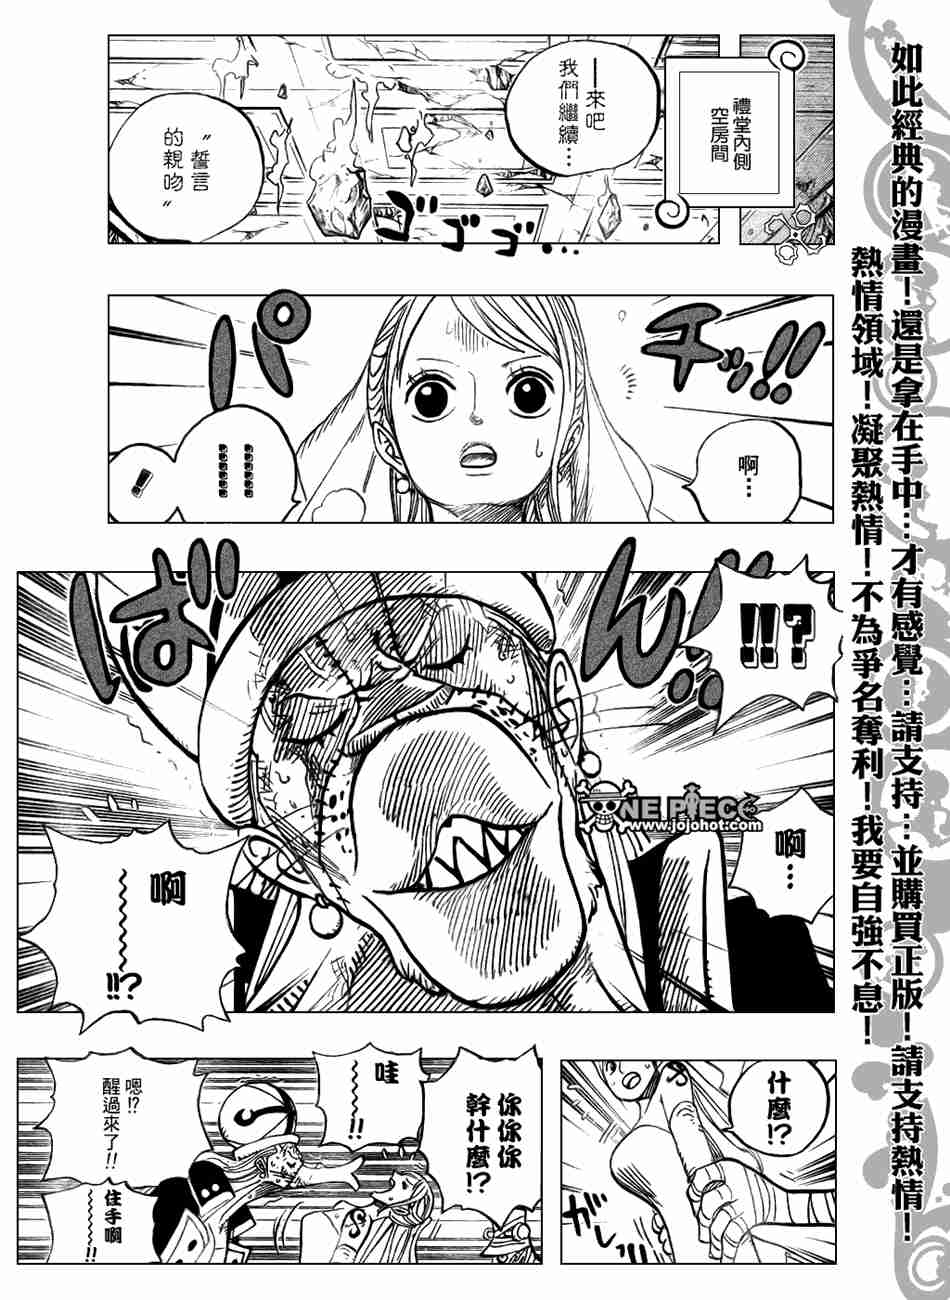 禮堂內側
空房間
——來吧
我們繼續…
〝誓言
的親吻〞
ゴゴゴ…
チュ!!
パ
啊…
!
!!?
ばん!!
啊…
啊
~~~~~!!?
什麼!?
ガバッ!!
你你你
幹什麼!?
哇
~~~!!
嗯!?
醒過來了!!
住手啊
~~~!!
ONE PIECE
www.jojohot.com
如此經典的漫畫!還是拿在手中…才有感覺…請支持…並購買正版!請支持熱情!
熱情領域!凝聚熱情!不為爭名奪利!我要自強不息!